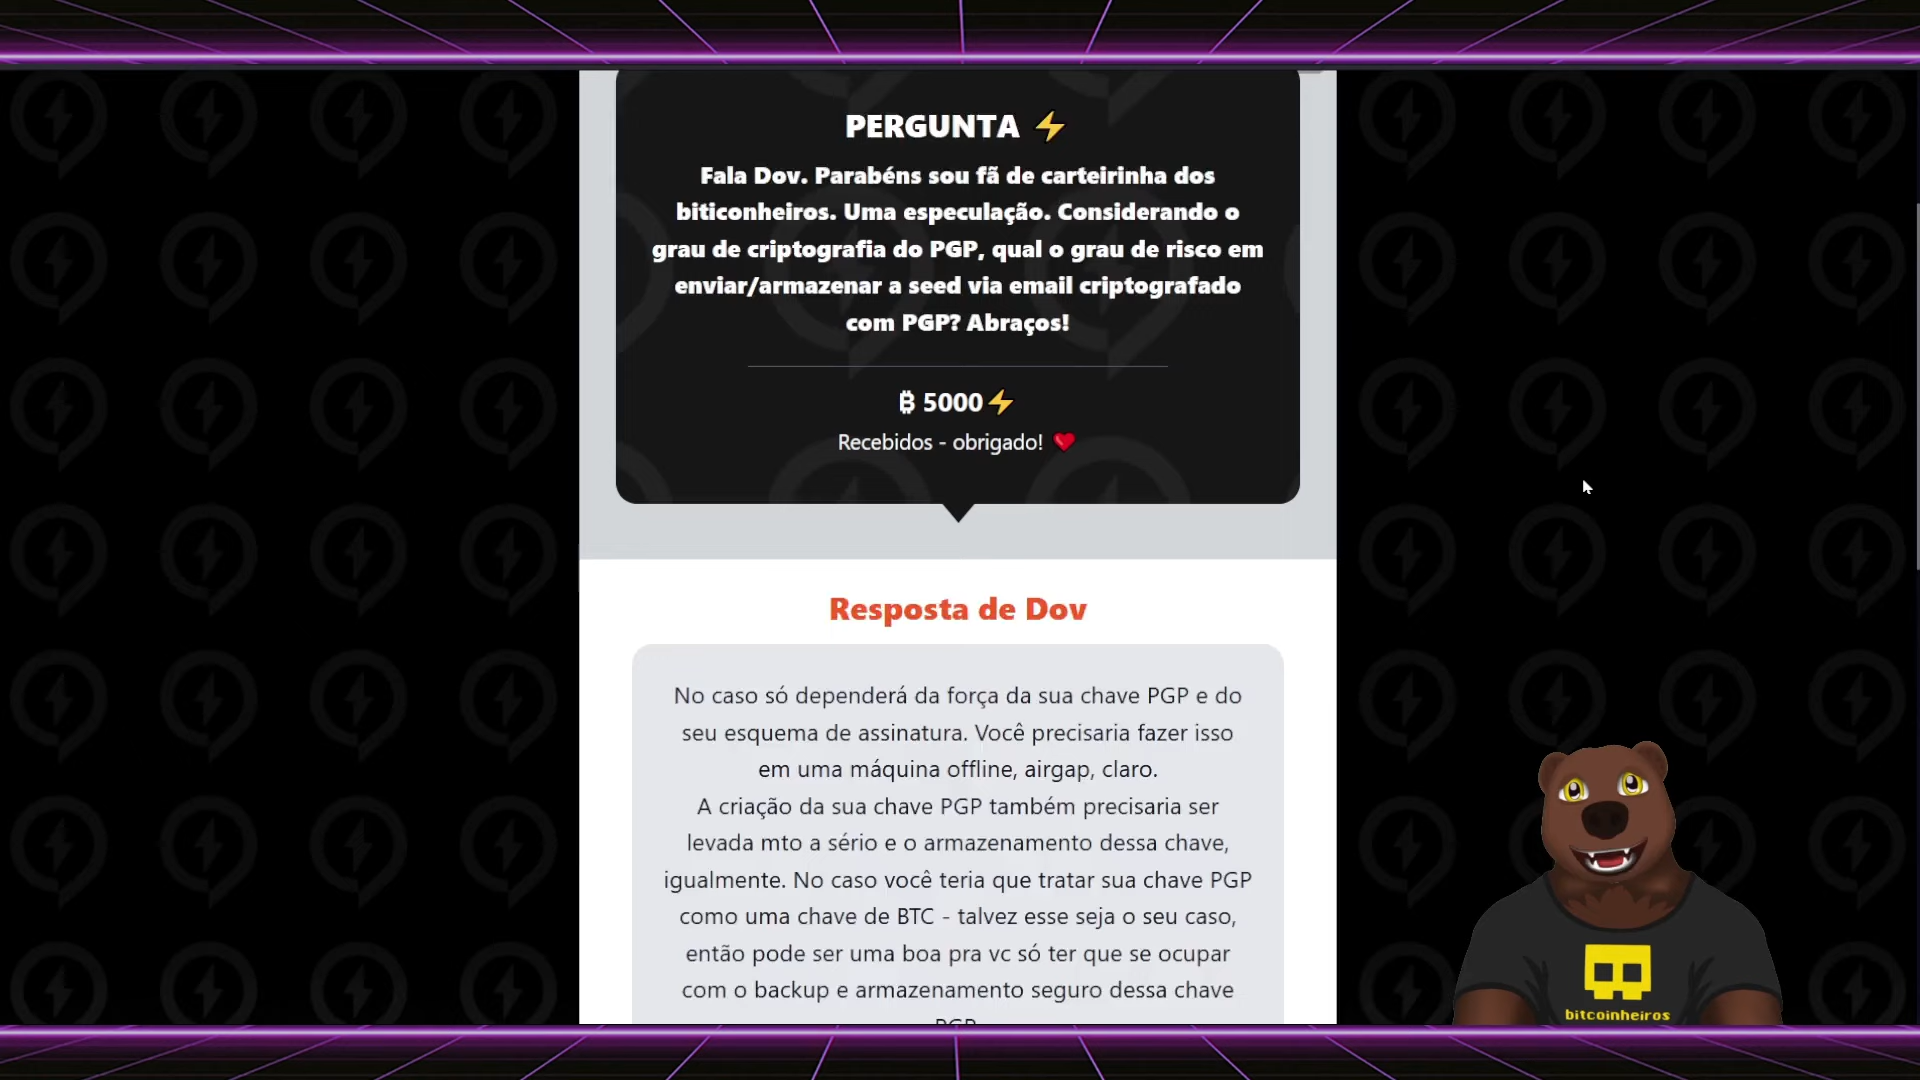 PERGUNTA ⚡
Fala Dov. Parabéns sou fã de carteirinha dos
biticonheiros. Uma especulação. Considerando o
grau de criptografia do PGP, qual o grau de risco em
enviar/armazenar a seed via email criptografado
com PGP? Abraços!
₿ 5000⚡
Recebidos - obrigado! ❤️
Resposta de Dov
No caso só dependerá da força da sua chave PGP e do
seu esquema de assinatura. Você precisaria fazer isso
em uma máquina offline, airgap, claro.
A criação da sua chave PGP também precisaria ser
levada mto a sério e o armazenamento dessa chave,
igualmente. No caso você teria que tratar sua chave PGP
como uma chave de BTC - talvez esse seja o seu caso,
então pode ser uma boa pra vc só ter que se ocupar
com o backup e armazenamento seguro dessa chave
PGP
bitcoinheiros